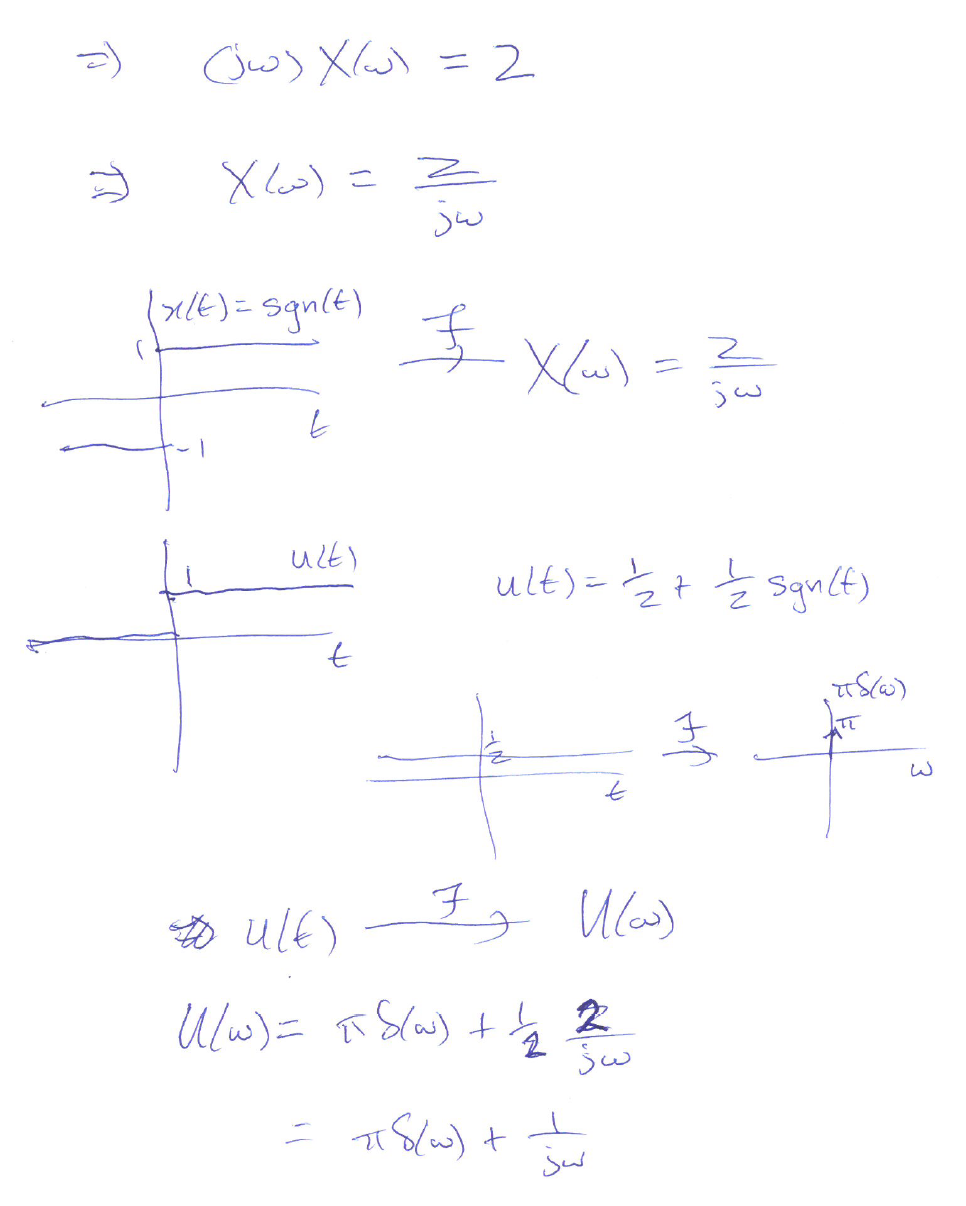 ⇒ (jω) X(ω) = 2
⇒ X(ω) = 2/jω
x(t) = sgn(t)
1
t
-1
F
X(ω) = 2/jω
u(t)
1
t
u(t) = 1/2 + 1/2 sgn(t)
1/2
t
F
πδ(ω)
π
ω
u(t) F U(ω)
U(ω) = πδ(ω) + 1/2 2/jω
= πδ(ω) + 1/jω